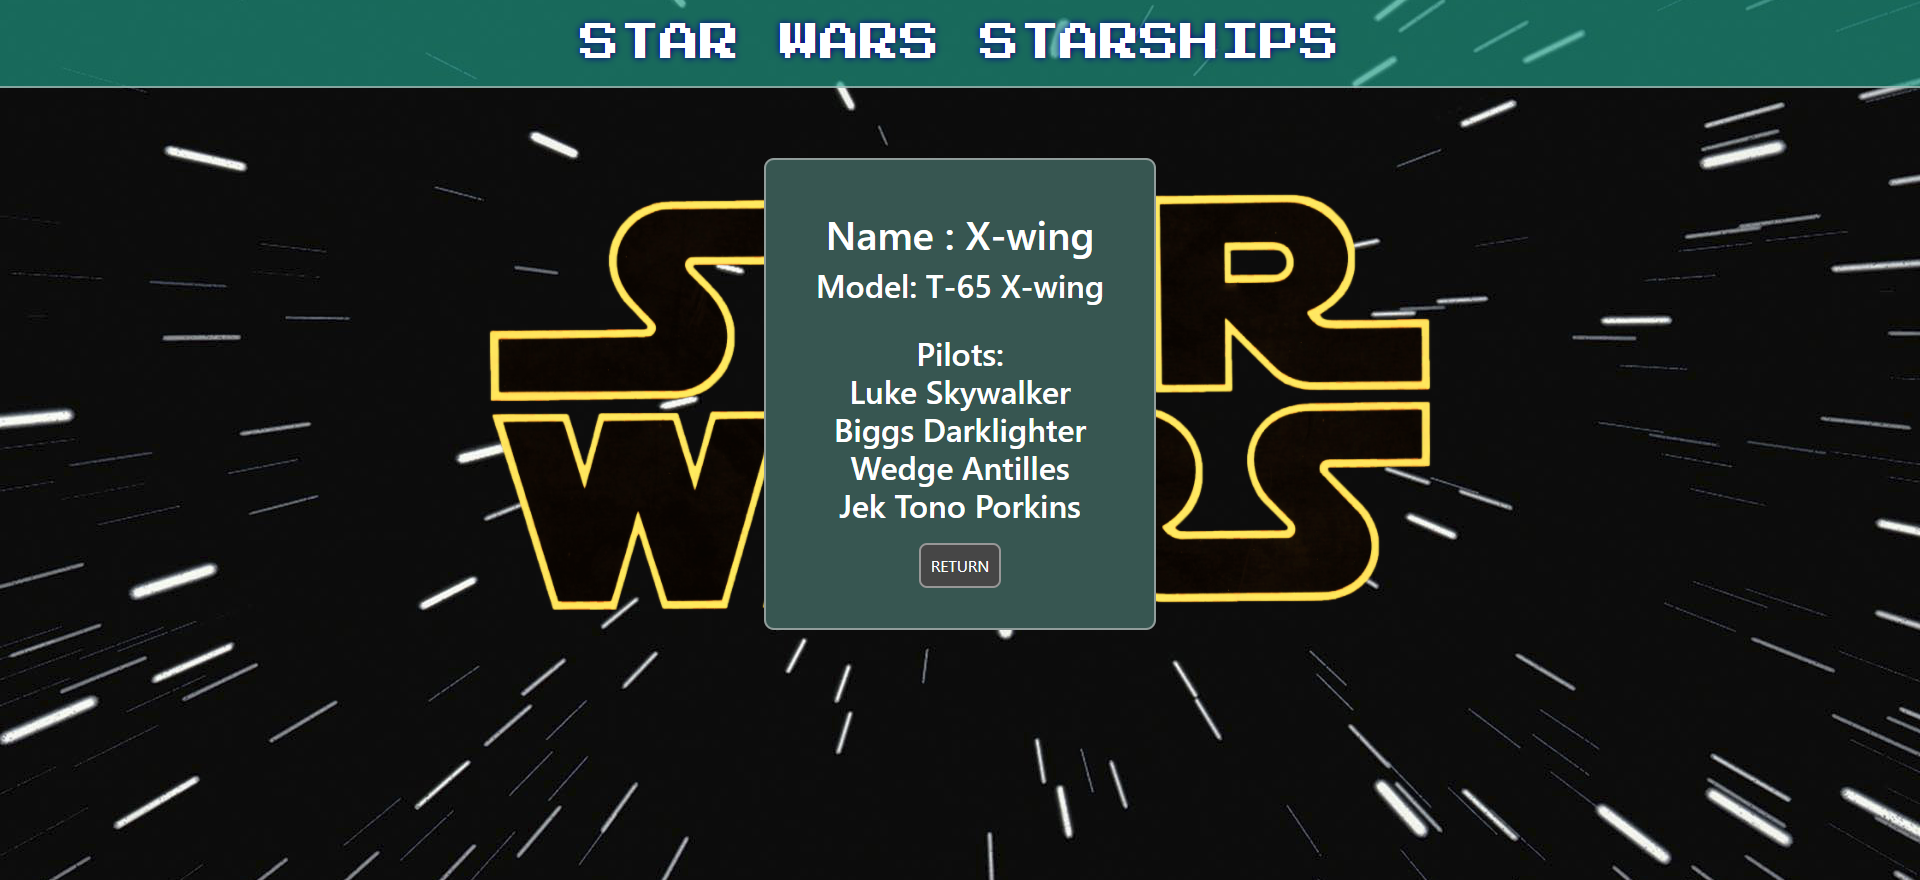 STAR WARS STARSHIPS
Name : X-wing
Model: T-65 X-wing
Pilots:
Luke Skywalker
Biggs Darklighter
Wedge Antilles
Jek Tono Porkins
RETURN